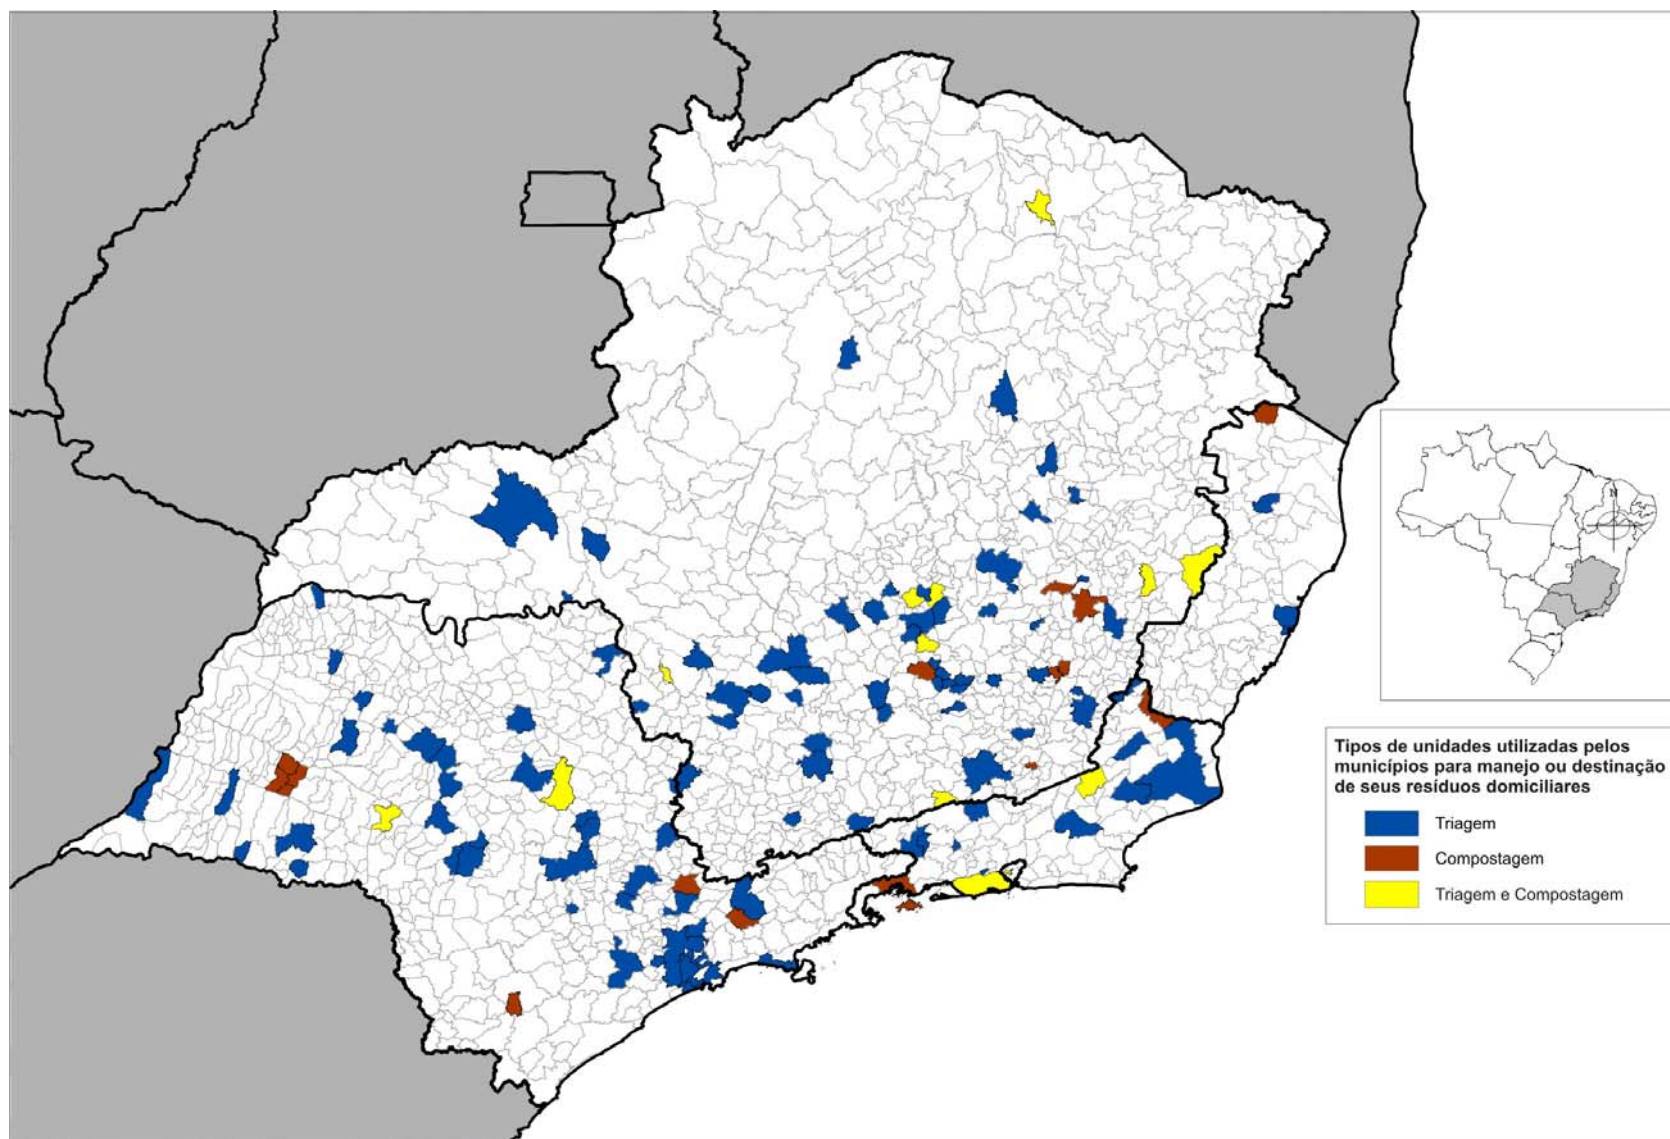 N
Tipos de unidades utilizadas pelos
municípios para manejo ou destinação
de seus resíduos domiciliares
Triagem
Compostagem
Triagem e Compostagem